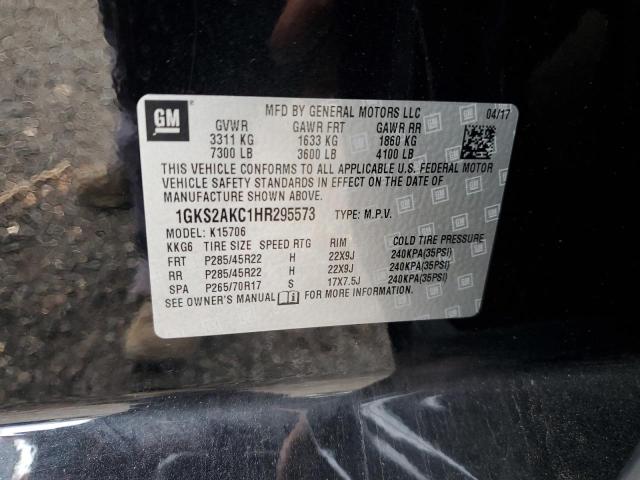 GM
MFD BY GENERAL MOTORS LLC 04/17
GVWR GAWR FRT GAWR RR
3311 KG 1633 KG 1860 KG
7300 LB 3600 LB 4100 LB
THIS VEHICLE CONFORMS TO ALL APPLICABLE U.S. FEDERAL MOTOR
VEHICLE SAFETY STANDARDS IN EFFECT ON THE DATE OF
MANUFACTURE SHOWN ABOVE.
1GKS2AKC1HR295573 TYPE: M.P.V.
MODEL: K15706
KKG6 TIRE SIZE SPEED RTG RIM COLD TIRE PRESSURE
FRT P285/45R22 H 22X9J 240KPA(35PSI)
RR P285/45R22 H 22X9J 240KPA(35PSI)
SPA P265/70R17 S 17X7.5J 240KPA(35PSI)
SEE OWNER'S MANUAL FOR MORE INFORMATION.